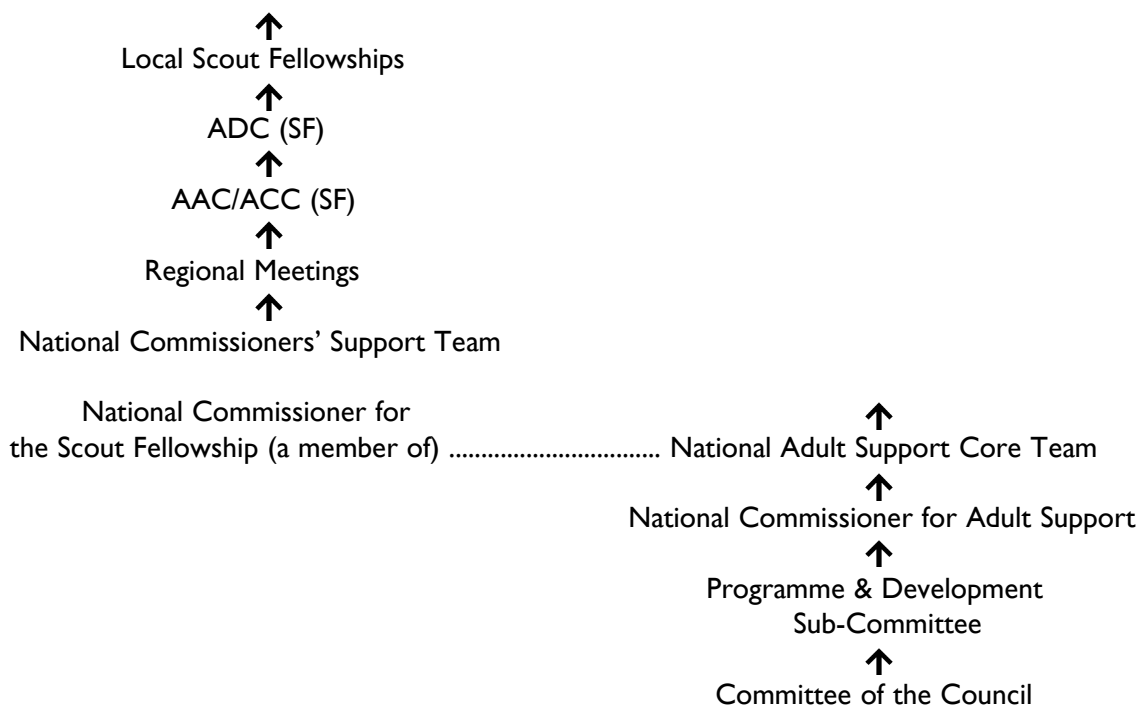 Local Scout Fellowships
ADC (SF)
AAC/ACC (SF)
Regional Meetings
National Commissioners’ Support Team
National Commissioner for
the Scout Fellowship (a member of) ................................. National Adult Support Core Team
National Commissioner for Adult Support
Programme & Development
Sub-Committee
Committee of the Council